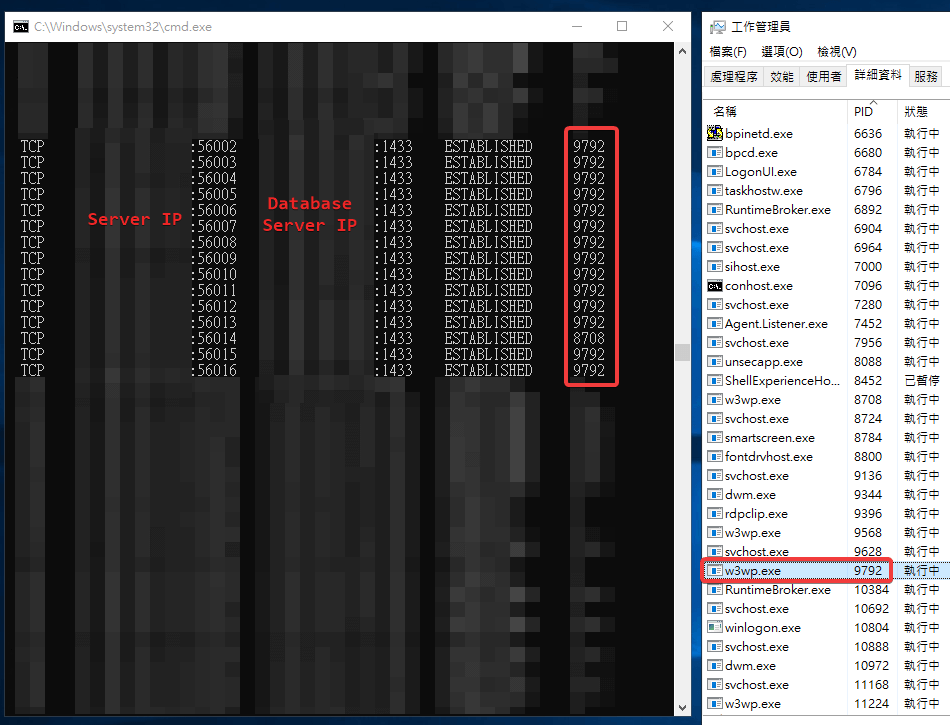 C:\Windows\system32\cmd.exe
TCP :56002 :1433 ESTABLISHED 9792
TCP :56003 :1433 ESTABLISHED 9792
TCP :56004 :1433 ESTABLISHED 9792
TCP :56005 :1433 ESTABLISHED 9792
TCP :56006 :1433 ESTABLISHED 9792
TCP :56007 :1433 ESTABLISHED 9792
TCP :56008 :1433 ESTABLISHED 9792
TCP :56009 :1433 ESTABLISHED 9792
TCP :56010 :1433 ESTABLISHED 9792
TCP :56011 :1433 ESTABLISHED 9792
TCP :56012 :1433 ESTABLISHED 9792
TCP :56013 :1433 ESTABLISHED 9792
TCP :56014 :1433 ESTABLISHED 8708
TCP :56015 :1433 ESTABLISHED 9792
TCP :56016 :1433 ESTABLISHED 9792
Server IP
Database
Server IP
工作管理員
檔案(F) 選項(O) 檢視(V)
處理程序 效能 使用者 詳細資料 服務
名稱 PID 狀態
bpinetd.exe 6636 執行中
bpcd.exe 6680 執行中
LogonUI.exe 6784 執行中
taskhostw.exe 6796 執行中
RuntimeBroker.exe 6892 執行中
svchost.exe 6904 執行中
svchost.exe 6964 執行中
sihost.exe 7000 執行中
conhost.exe 7096 執行中
svchost.exe 7280 執行中
Agent.Listener.exe 7452 執行中
svchost.exe 7956 執行中
unsecapp.exe 8088 執行中
ShellExperienceHo... 8452 已暫停
w3wp.exe 8708 執行中
svchost.exe 8724 執行中
smartscreen.exe 8784 執行中
fontdrvhost.exe 8800 執行中
svchost.exe 9136 執行中
dwm.exe 9344 執行中
rdpclip.exe 9396 執行中
w3wp.exe 9568 執行中
svchost.exe 9628 執行中
w3wp.exe 9792 執行中
RuntimeBroker.exe 10384 執行中
svchost.exe 10692 執行中
winlogon.exe 10804 執行中
svchost.exe 10888 執行中
dwm.exe 10972 執行中
svchost.exe 11168 執行中
w3wp.exe 11224 執行中